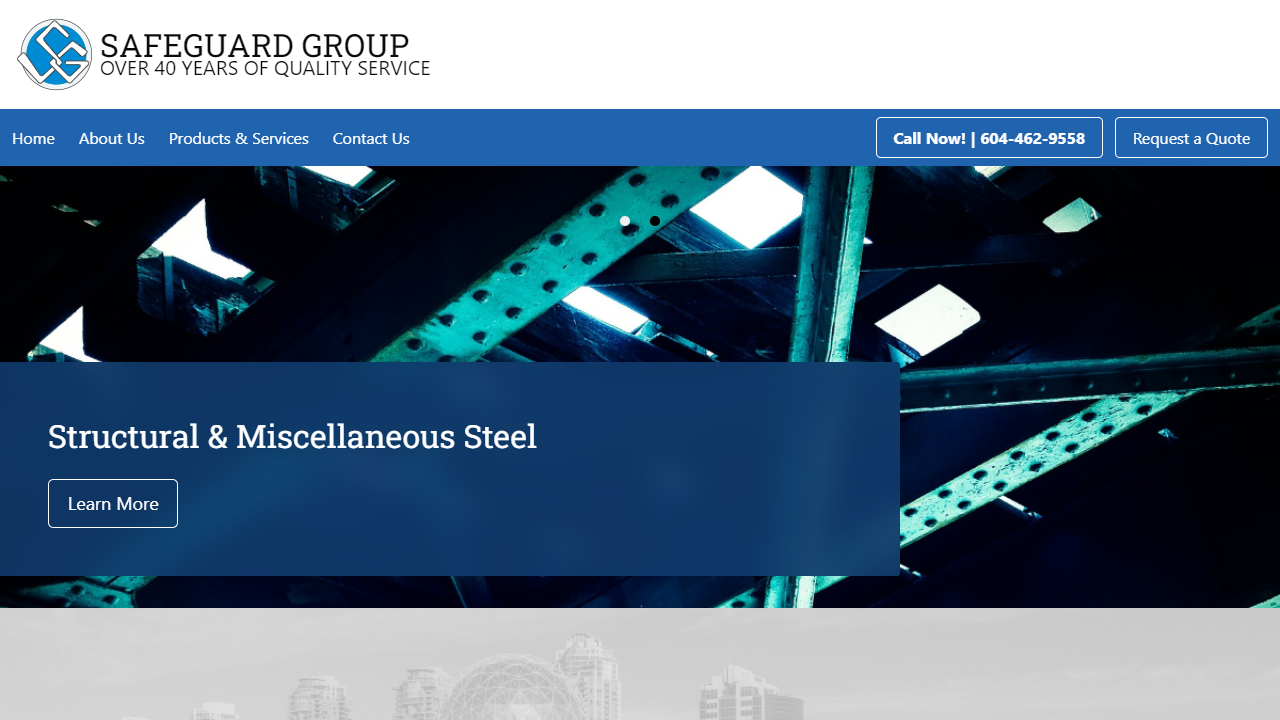 SAFEGUARD GROUP
OVER 40 YEARS OF QUALITY SERVICE
Home About Us Products & Services Contact Us Call Now! | 604-462-9558 Request a Quote
Structural & Miscellaneous Steel
Learn More